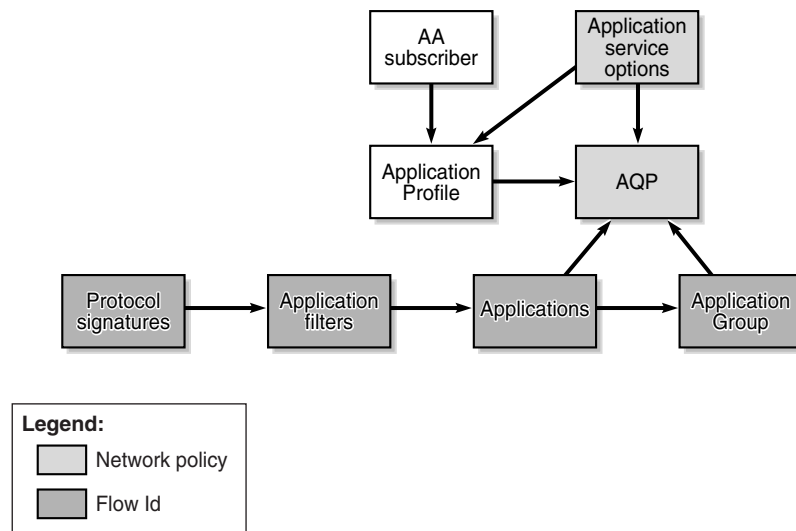 AA
subscriber
Application
service
options
Application
Profile
AQP
Protocol
signatures
Application
filters
Applications
Application
Group
Legend:
Network policy
Flow Id